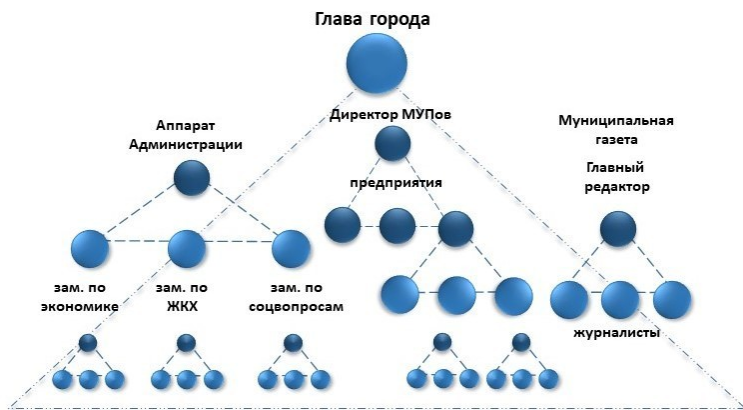 Глава города
Аппарат
Администрации
Директор МУПов
предприятия
Муниципальная
газета
Главный
редактор
зам. по
экономике
зам. по
ЖКХ
зам. по
соцвопросам
журналисты